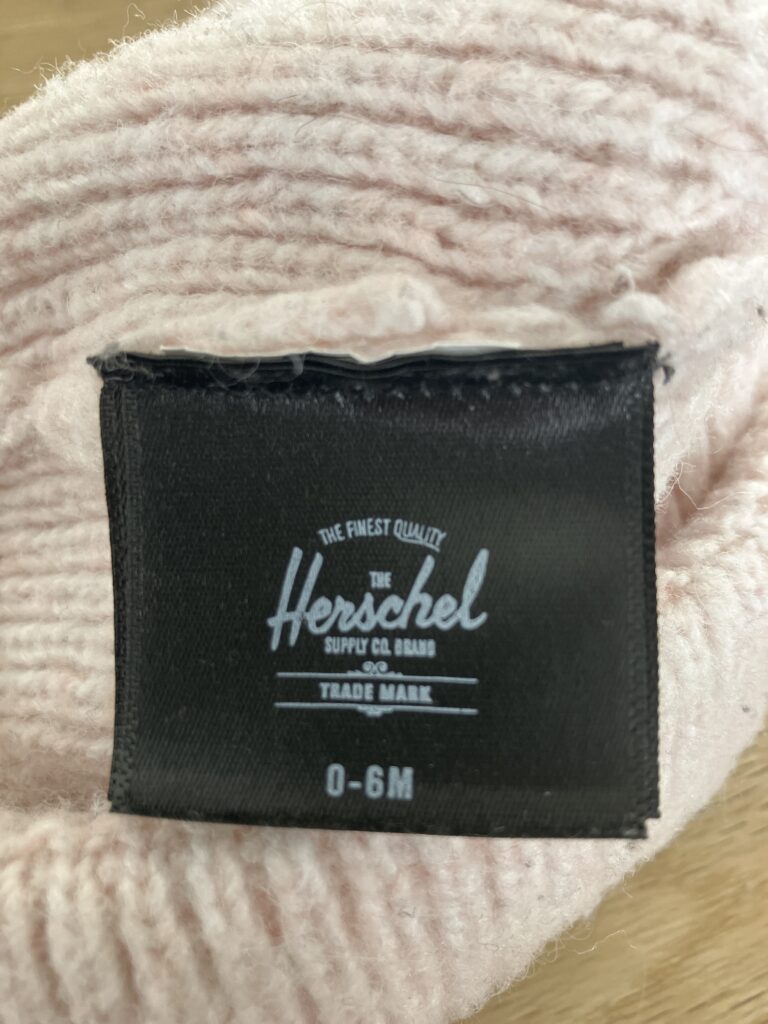 THE FINEST QUALITY
THE
Herschel
SUPPLY CO. BRAND
TRADE MARK
0-6M